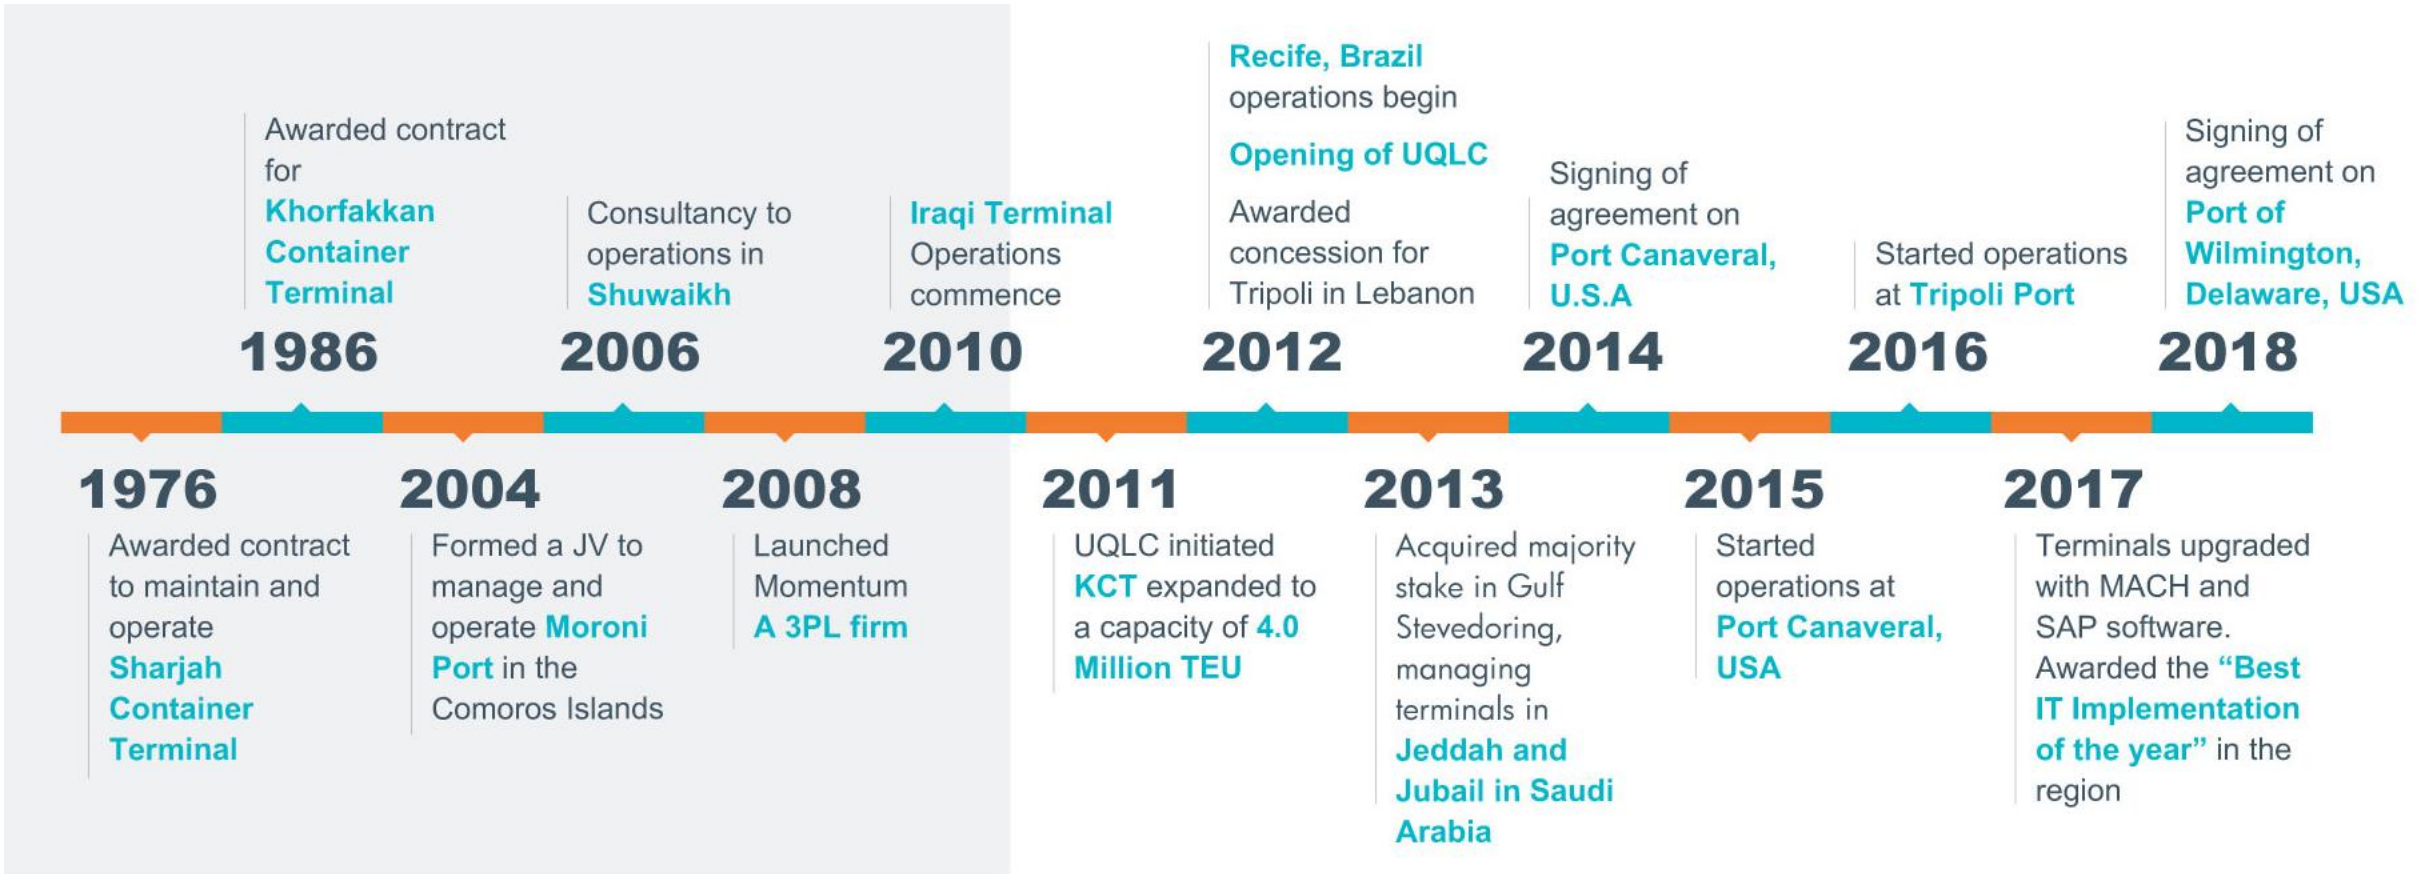 1976
Awarded contract
to maintain and
operate
Sharjah
Container
Terminal
Awarded contract
for
Khorfakkan
Container
Terminal
1986
2004
Formed a JV to
manage and
operate Moroni
Port in the
Comoros Islands
Consultancy to
operations in
Shuwaikh
2006
2008
Launched
Momentum
A 3PL firm
Iraqi Terminal
Operations
commence
2010
2011
UQLC initiated
KCT expanded to
a capacity of 4.0
Million TEU
Recife, Brazil
operations begin
Opening of UQLC
Awarded
concession for
Tripoli in Lebanon
2012
2013
Acquired majority
stake in Gulf
Stevedoring,
managing
terminals in
Jeddah and
Jubail in Saudi
Arabia
Signing of
agreement on
Port Canaveral,
U.S.A
2014
2015
Started
operations at
Port Canaveral,
USA
Started operations
at Tripoli Port
2016
2017
Terminals upgraded
with MACH and
SAP software.
Awarded the “Best
IT Implementation
of the year” in the
region
Signing of
agreement on
Port of
Wilmington,
Delaware, USA
2018